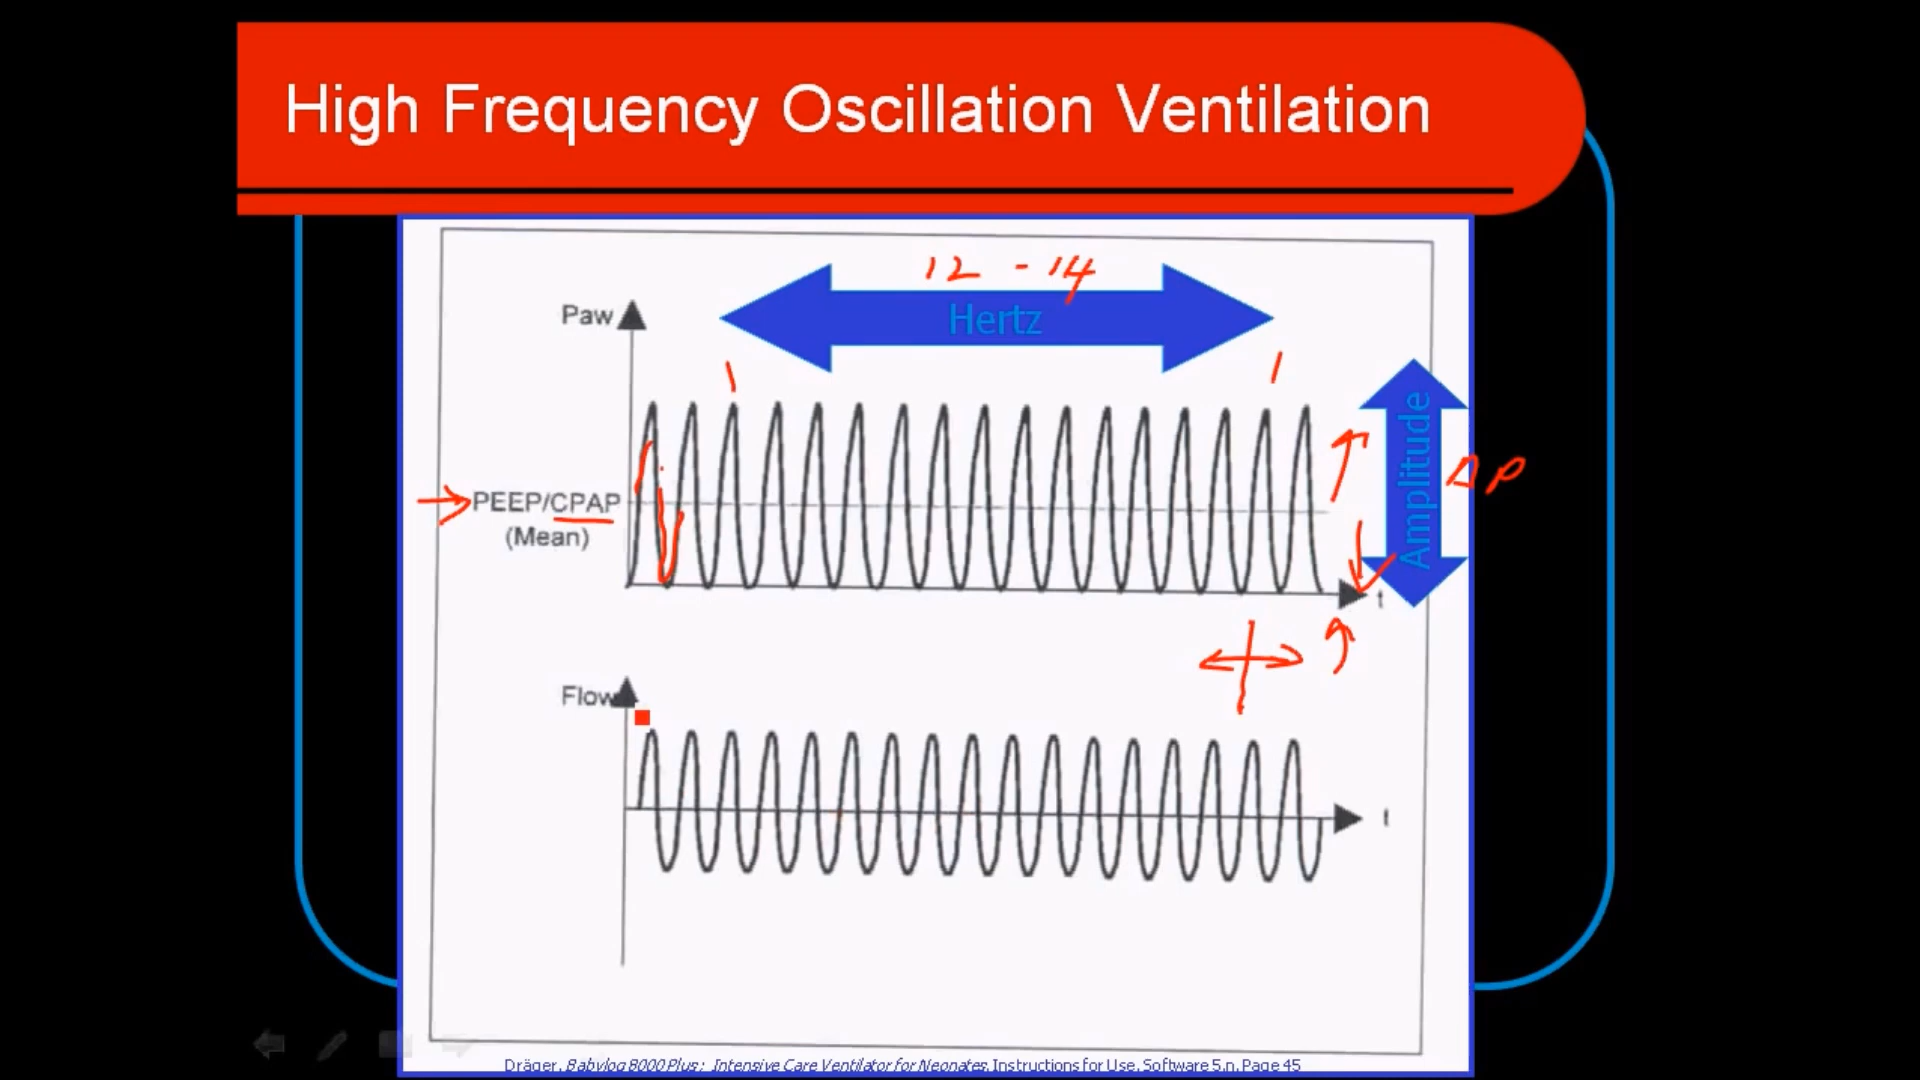 High Frequency Oscillation Ventilation
12 - 14
Hertz
Paw
Amplitude
ΔP
PEEP/CPAP
(Mean)
t
Flow
t
Dräger, Babylog 8000 Plus; Intensive Care Ventilator for Neonates, Instructions for Use, Software 5.n, Page 45